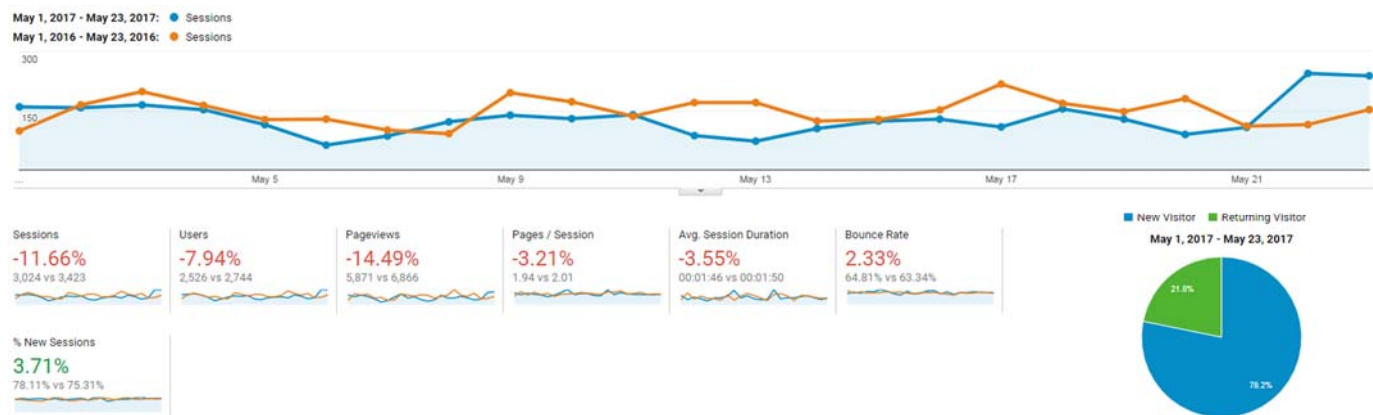 May 1, 2017 - May 23, 2017: Sessions
May 1, 2016 - May 23, 2016: Sessions
300
150
...
May 5
May 9
May 13
May 17
May 21
Sessions
-11.66%
3,024 vs 3,423
Users
-7.94%
2,526 vs 2,744
Pageviews
-14.49%
5,871 vs 6,866
Pages / Session
-3.21%
1.94 vs 2.01
Avg. Session Duration
-3.55%
00:01:46 vs 00:01:50
Bounce Rate
2.33%
64.81% vs 63.34%
% New Sessions
3.71%
78.11% vs 75.31%
New Visitor Returning Visitor
May 1, 2017 - May 23, 2017
21.8%
78.2%